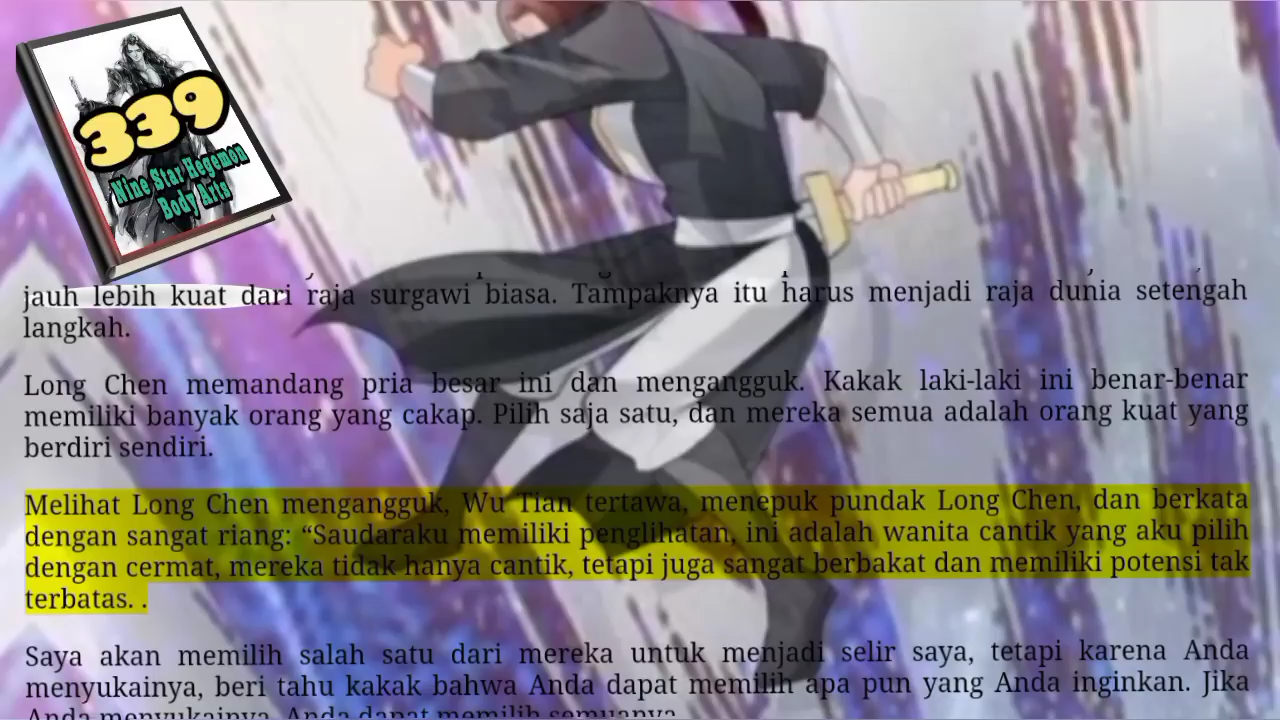 339
Nine Star Hegemon
Body Arts
jauh lebih kuat dari raja surgawi biasa. Tampaknya itu harus menjadi raja dunia setengah
langkah.
Long Chen memandang pria besar ini dan mengangguk. Kakak laki-laki ini benar-benar
memiliki banyak orang yang cakap. Pilih saja satu, dan mereka semua adalah orang kuat yang
berdiri sendiri.
Melihat Long Chen mengangguk, Wu Tian tertawa, menepuk pundak Long Chen, dan berkata
dengan sangat riang: “Saudaraku memiliki penglihatan, ini adalah wanita cantik yang aku pilih
dengan cermat, mereka tidak hanya cantik, tetapi juga sangat berbakat dan memiliki potensi tak
terbatas. .
Saya akan memilih salah satu dari mereka untuk menjadi selir saya, tetapi karena Anda
menyukainya, beri tahu kakak bahwa Anda dapat memilih apa pun yang Anda inginkan. Jika
Anda menyukainya, Anda dapat memilih semuanya